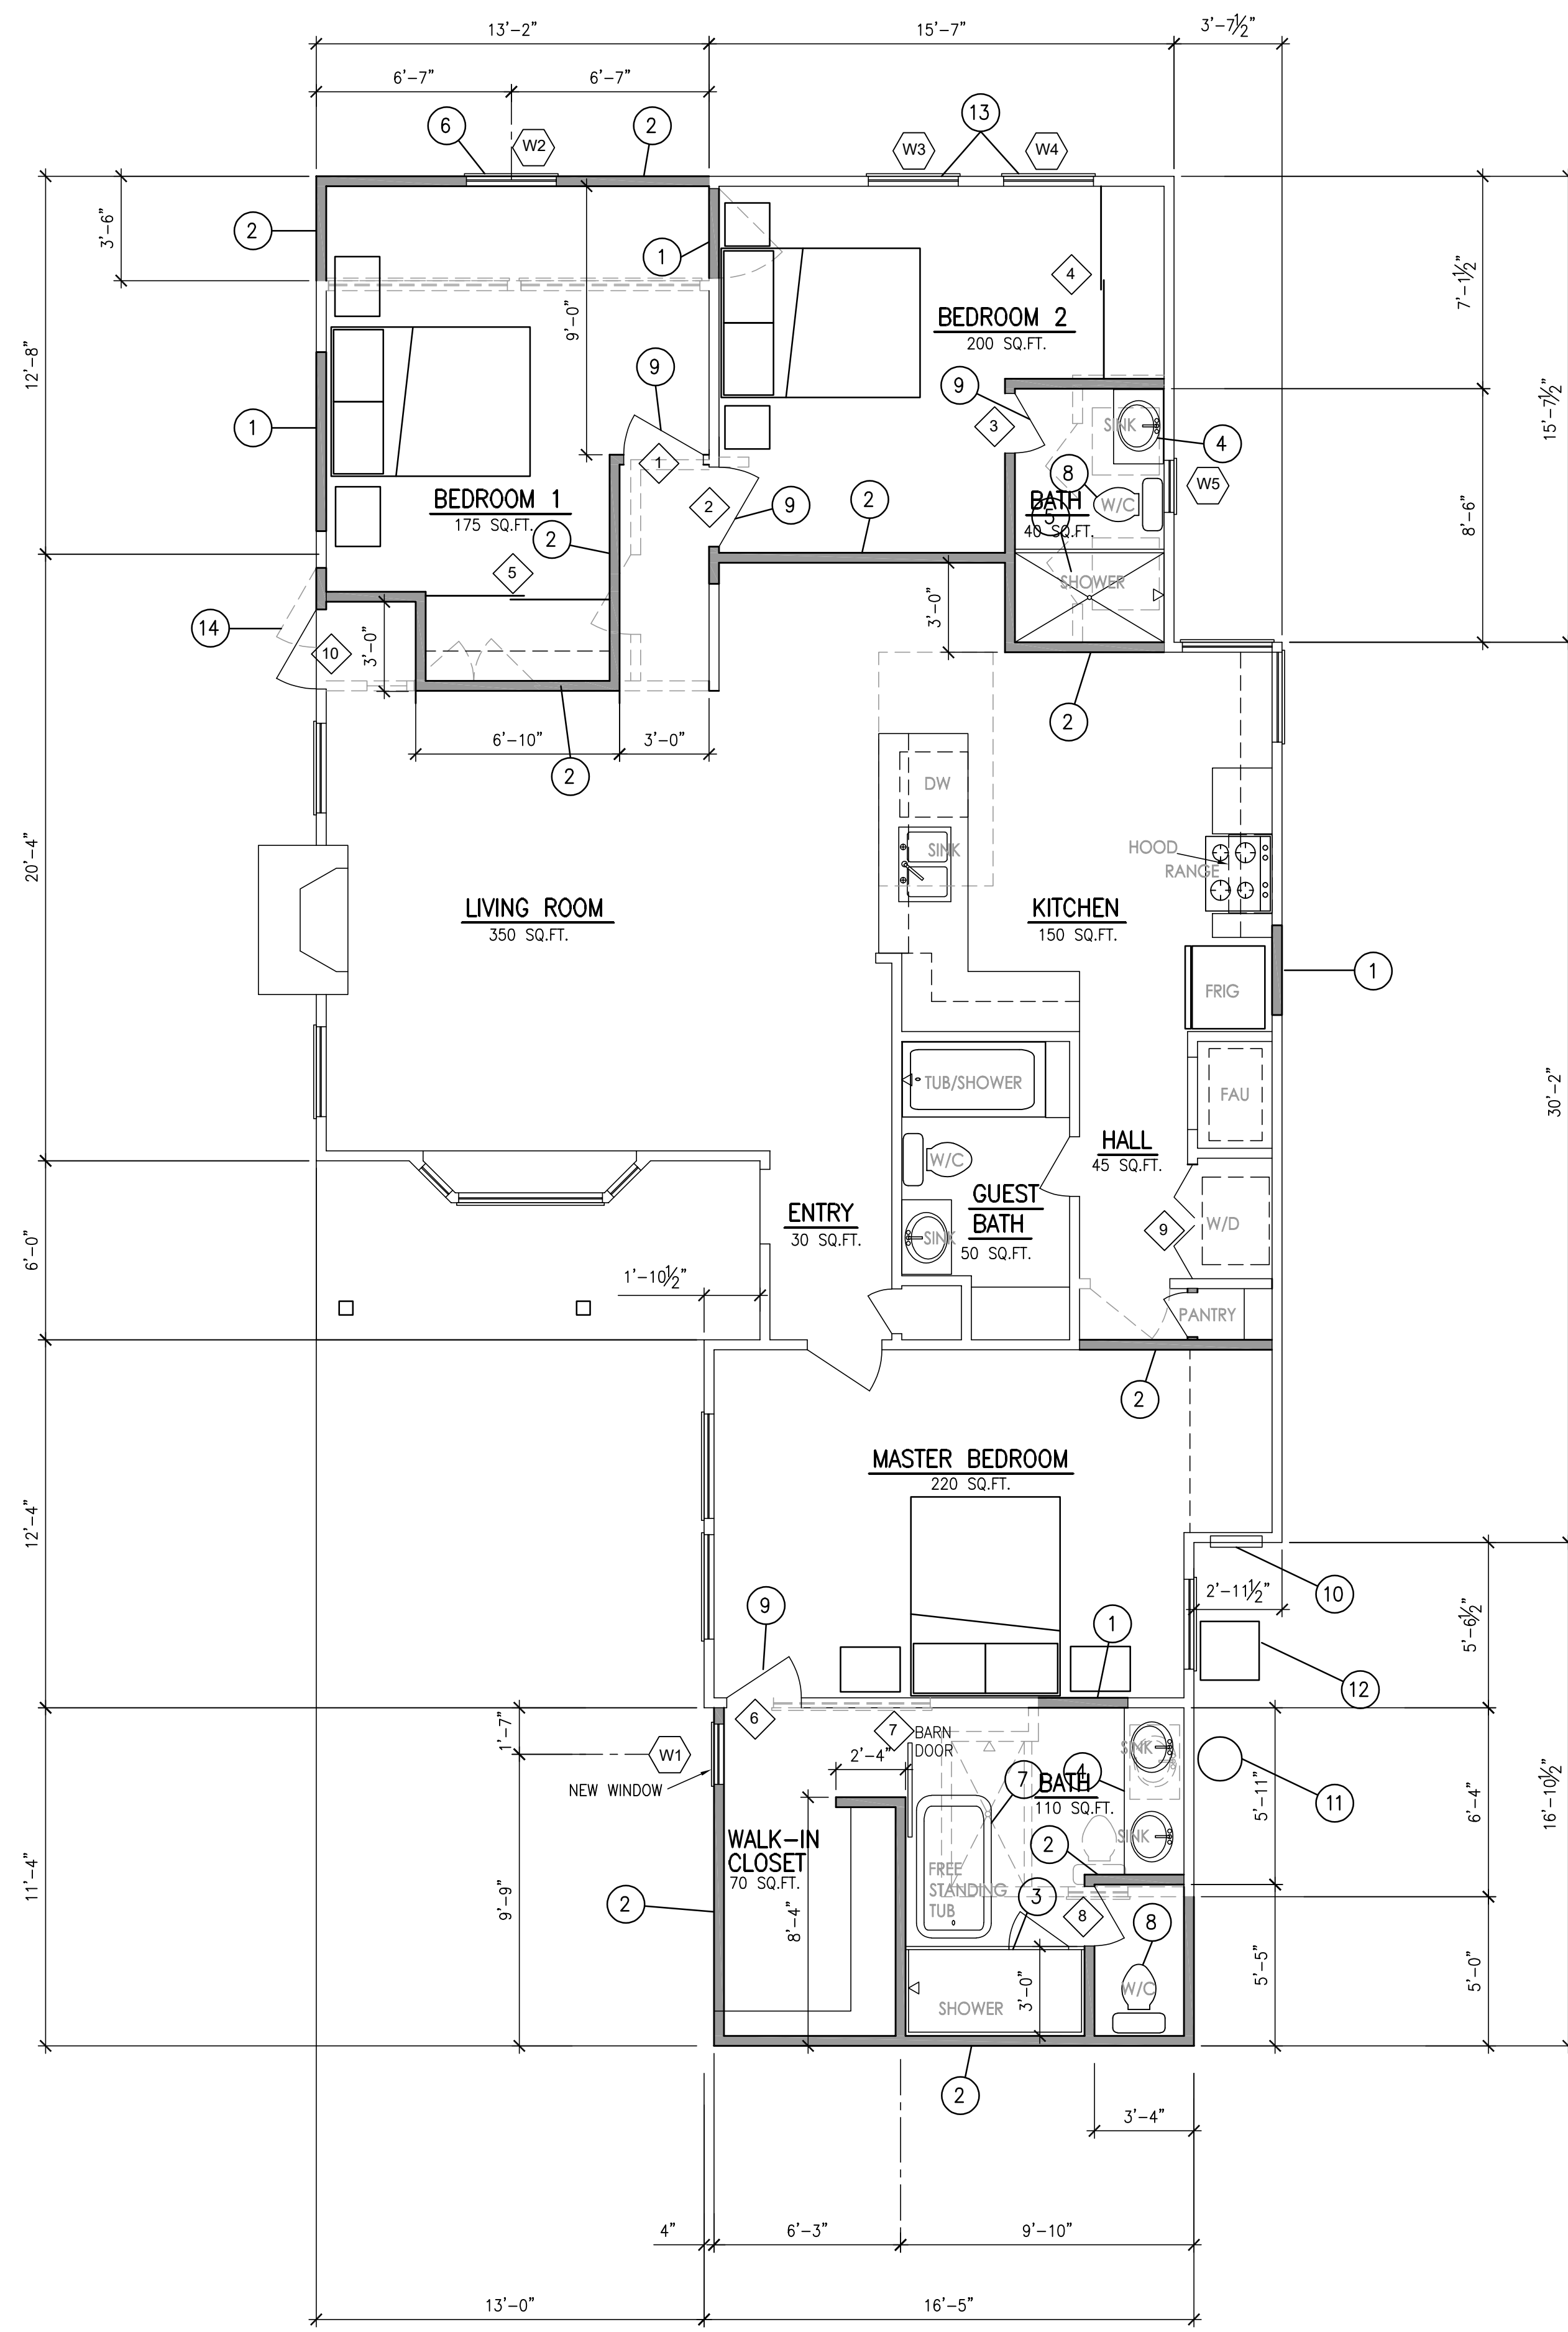 13'-2"
15'-7"
3'-7½"
6'-7"
6'-7"
6
W2
2
W3
13
W4
2
3'-6"
1
4
7'-1½"
BEDROOM 2
200 SQ.FT.
9'-0"
12'-8"
9
9
1
3
SINK
4
15'-7½"
1
8
W5
BEDROOM 1
175 SQ.FT.
2
9
2
BATH
W/C
5
40 SQ.FT.
8'-6"
2
5
SHOWER
14
10
3'-0"
3'-0"
2
6'-10"
3'-0"
2
DW
20'-4"
SINK
HOOD
RANGE
LIVING ROOM
350 SQ.FT.
KITCHEN
150 SQ.FT.
1
FRIG
TUB/SHOWER
FAU
30'-2"
HALL
45 SQ.FT.
W/C
GUEST
BATH
50 SQ.FT.
ENTRY
30 SQ.FT.
SINK
9
W/D
6'-0"
1'-10½"
PANTRY
2
MASTER BEDROOM
220 SQ.FT.
12'-4"
10
2'-11½"
5'-6½"
9
1
12
6
7
BARN
DOOR
1'-7"
W1
NEW WINDOW
2'-4"
SINK
7
4
BATH
110 SQ.FT.
11
5'-11"
6'-4"
16'-10½"
WALK-IN
CLOSET
70 SQ.FT.
SINK
2
FREE
STANDING
TUB
3
8
2
8
11'-4"
9'-9"
8'-4"
5'-5"
5'-0"
W/C
SHOWER
3'-0"
2
3'-4"
4"
6'-3"
9'-10"
13'-0"
16'-5"